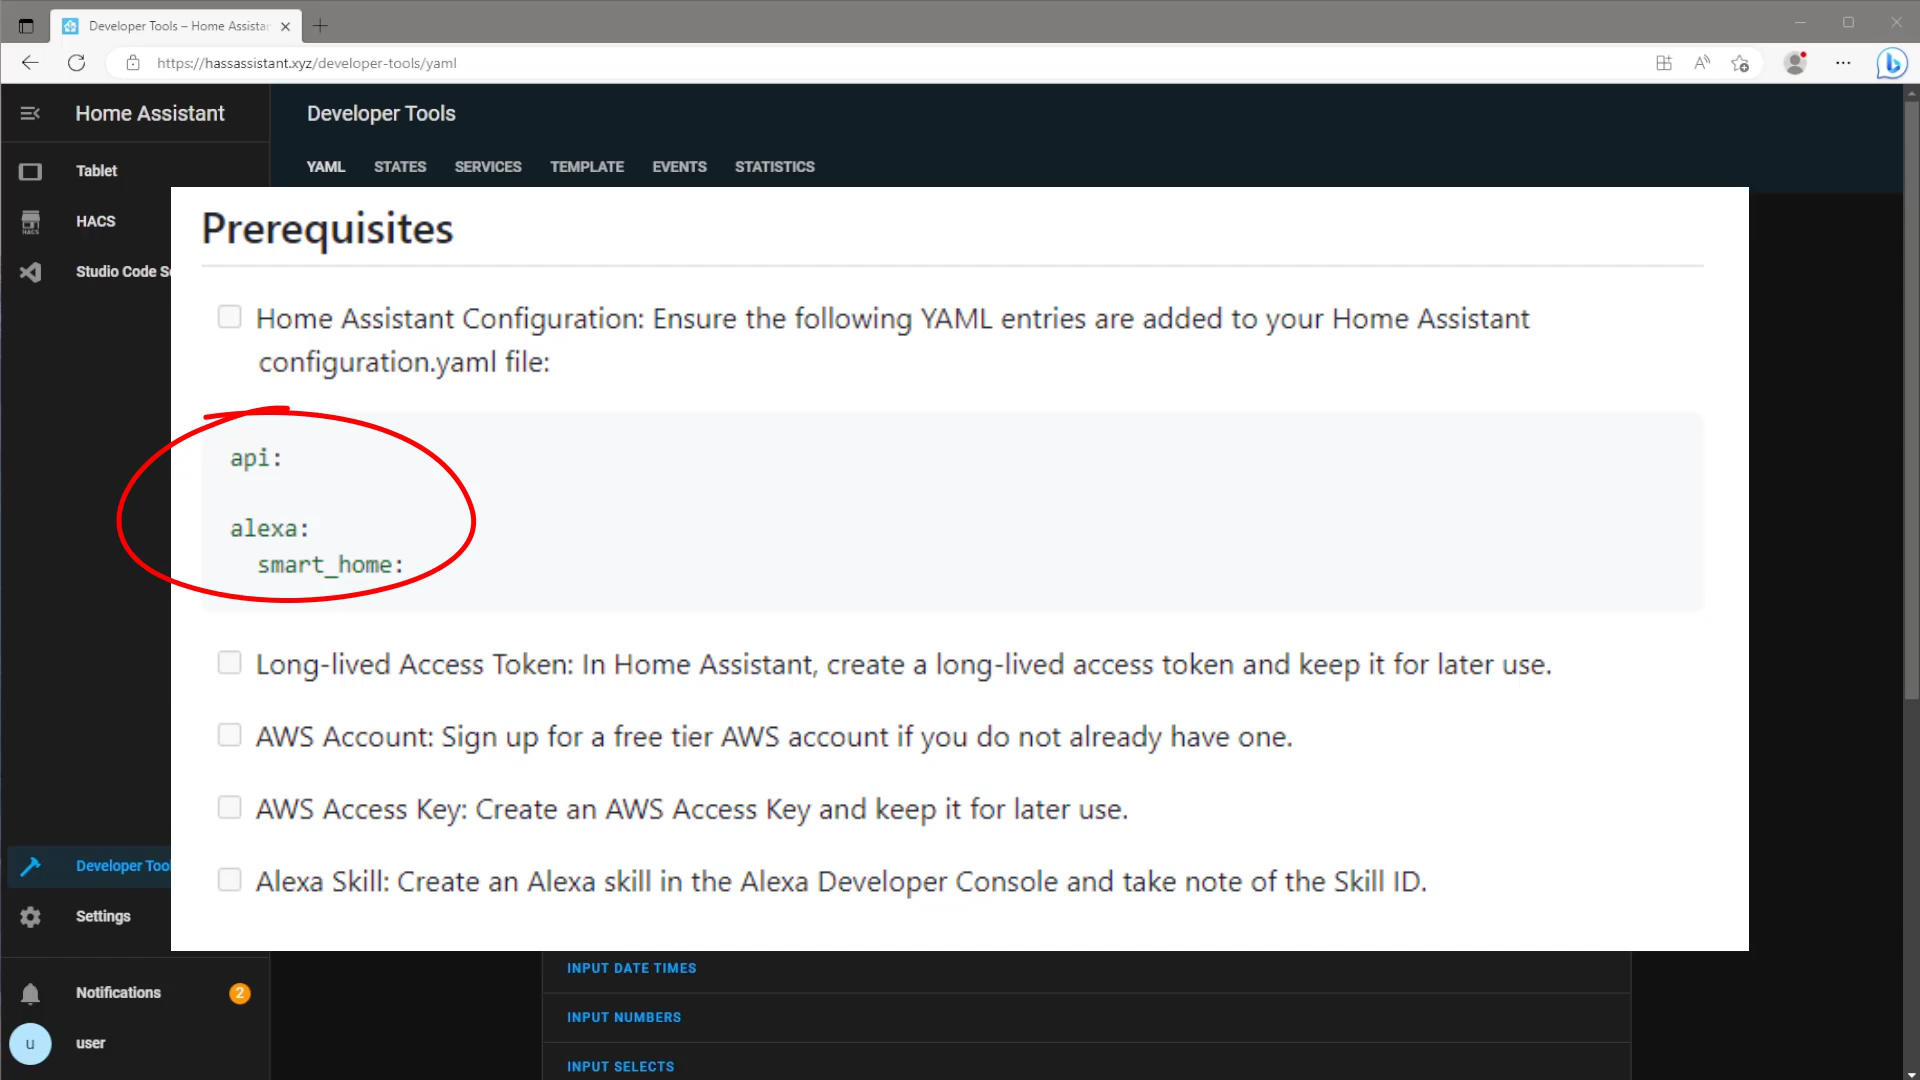 Developer Tools – Home Assistan
https://hassassistant.xyz/developer-tools/yaml
Home Assistant
Developer Tools
YAML STATES SERVICES TEMPLATE EVENTS STATISTICS
Tablet
HACS
HACS
Studio Code Se
Prerequisites
Home Assistant Configuration: Ensure the following YAML entries are added to your Home Assistant
configuration.yaml file:
api:
alexa:
smart_home:
Long-lived Access Token: In Home Assistant, create a long-lived access token and keep it for later use.
AWS Account: Sign up for a free tier AWS account if you do not already have one.
AWS Access Key: Create an AWS Access Key and keep it for later use.
Alexa Skill: Create an Alexa skill in the Alexa Developer Console and take note of the Skill ID.
Developer Tool
Settings
Notifications 2
u user
INPUT DATE TIMES
INPUT NUMBERS
INPUT SELECTS